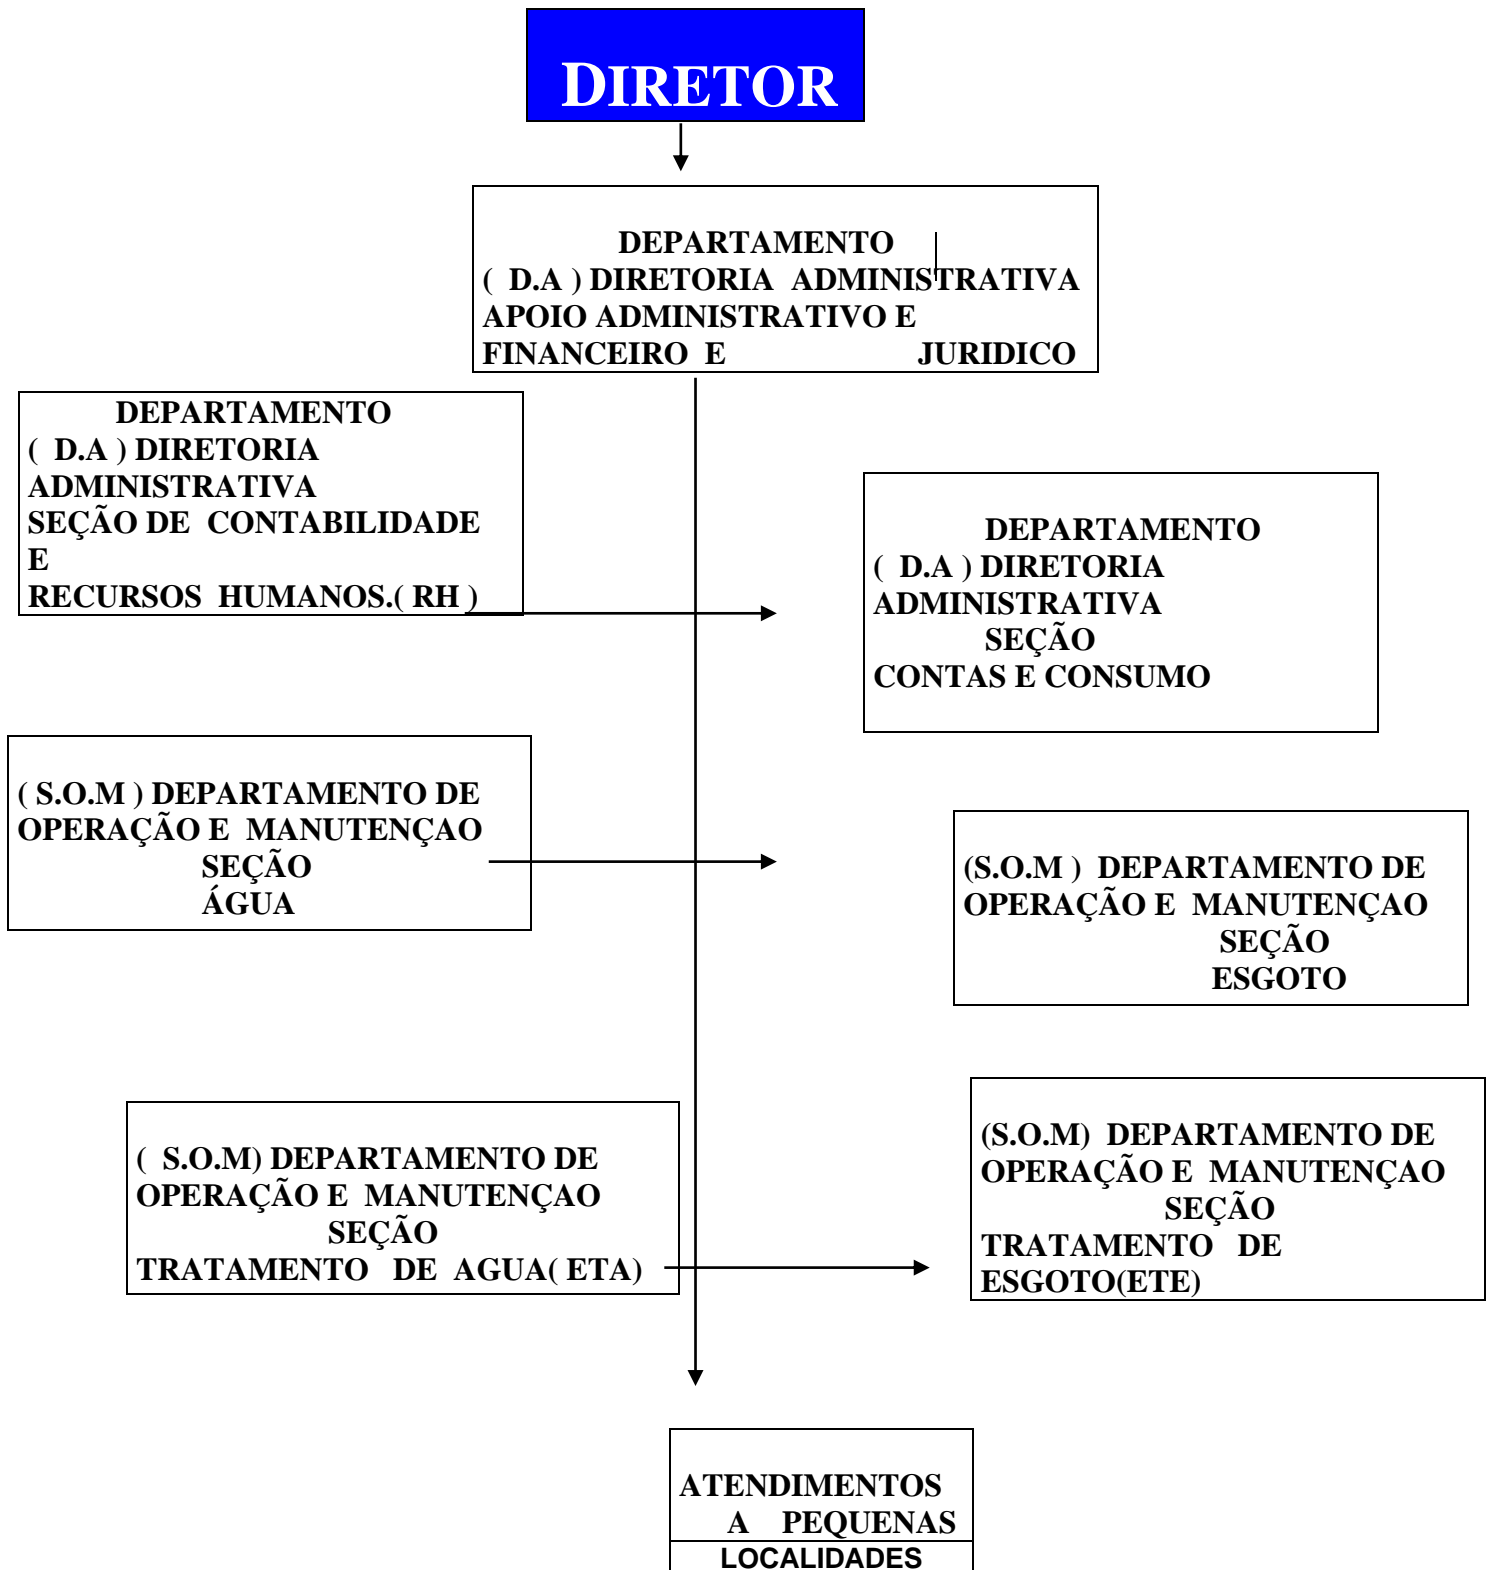 DIRETOR
DEPARTAMENTO
( D.A ) DIRETORIA ADMINISTRATIVA
APOIO ADMINISTRATIVO E
FINANCEIRO E JURIDICO
DEPARTAMENTO
( D.A ) DIRETORIA
ADMINISTRATIVA
SEÇÃO DE CONTABILIDADE
E
RECURSOS HUMANOS.( RH )
DEPARTAMENTO
( D.A ) DIRETORIA
ADMINISTRATIVA
SEÇÃO
CONTAS E CONSUMO
( S.O.M ) DEPARTAMENTO DE
OPERAÇÃO E MANUTENÇAO
SEÇÃO
ÁGUA
(S.O.M ) DEPARTAMENTO DE
OPERAÇÃO E MANUTENÇAO
SEÇÃO
ESGOTO
( S.O.M) DEPARTAMENTO DE
OPERAÇÃO E MANUTENÇAO
SEÇÃO
TRATAMENTO DE AGUA( ETA)
(S.O.M) DEPARTAMENTO DE
OPERAÇÃO E MANUTENÇAO
SEÇÃO
TRATAMENTO DE
ESGOTO(ETE)
ATENDIMENTOS
A PEQUENAS
LOCALIDADES